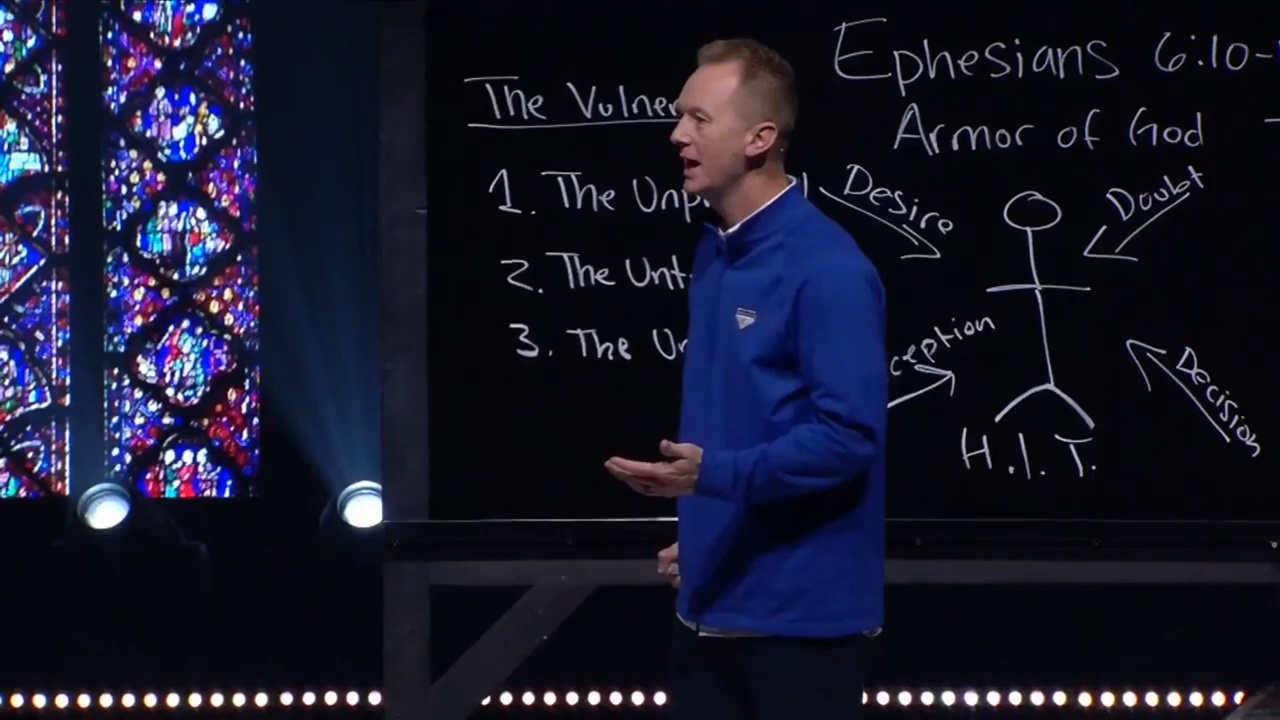 The Vulner
1. The Unp
2. The Unt
3. The Un
Ephesians 6:10-
Armor of God
Desire
Doubt
ception
Decision
H.I.T.